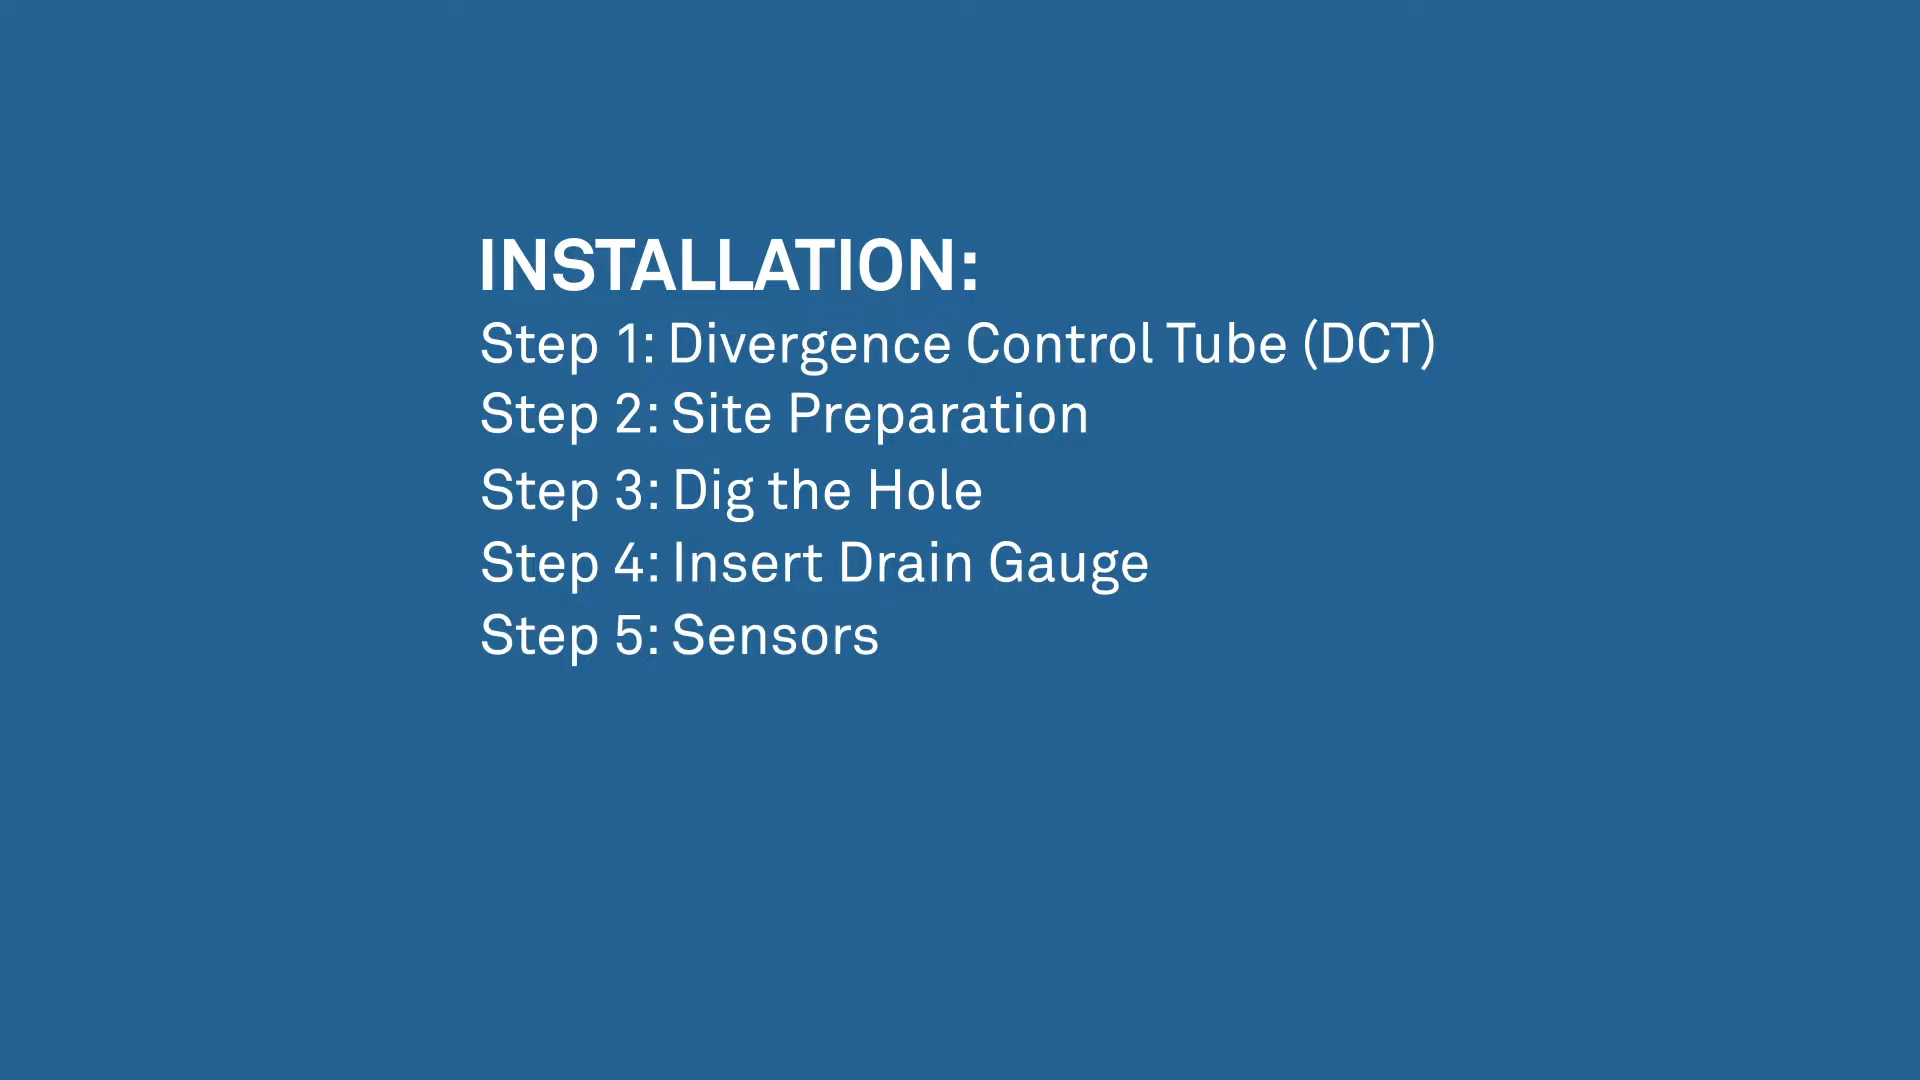 INSTALLATION:
Step 1: Divergence Control Tube (DCT)
Step 2: Site Preparation
Step 3: Dig the Hole
Step 4: Insert Drain Gauge
Step 5: Sensors